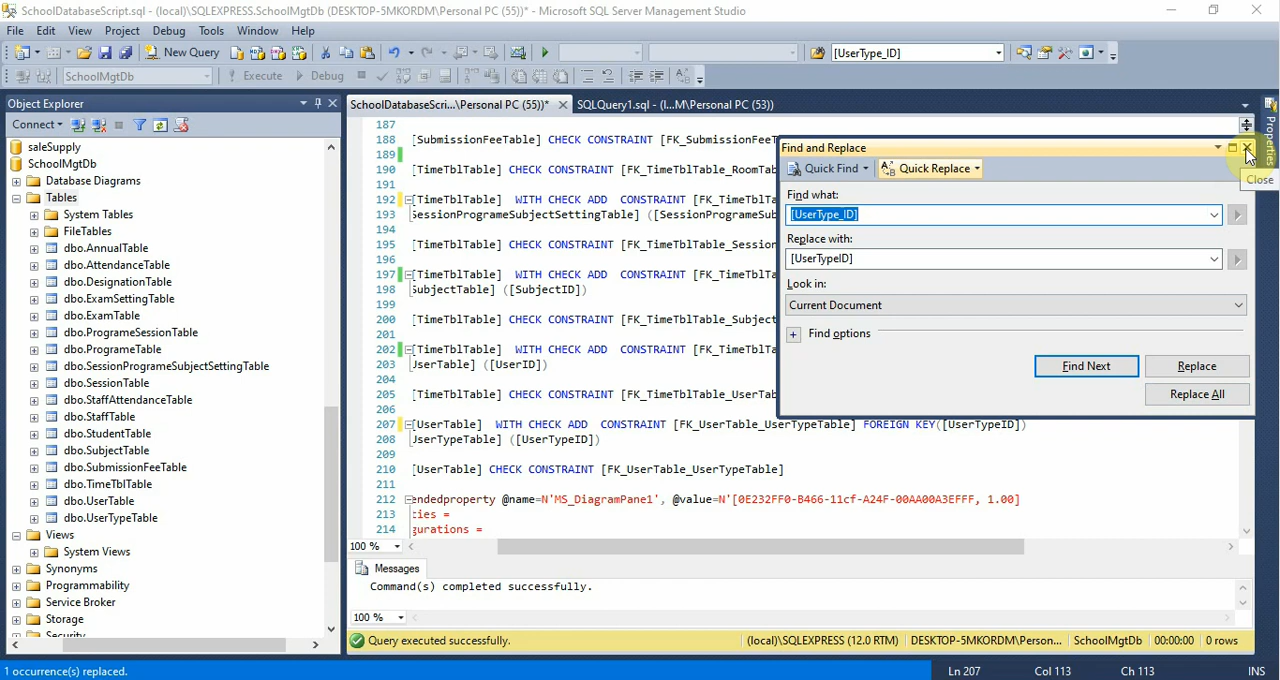 SchoolDatabaseScript.sql - (local)\SQLEXPRESS.SchoolMgtDb (DESKTOP-5MKORDM\Personal PC (55))* - Microsoft SQL Server Management Studio
File Edit View Project Debug Tools Window Help
New Query [UserType_ID]
SchoolMgtDb Execute Debug
Object Explorer
SchoolDatabaseScri...\Personal PC (55))* SQLQuery1.sql - (l...M\Personal PC (53))
Properties
Connect
saleSupply
SchoolMgtDb
Database Diagrams
Tables
System Tables
FileTables
dbo.AnnualTable
dbo.AttendanceTable
dbo.DesignationTable
dbo.ExamSettingTable
dbo.ExamTable
dbo.ProgrameSessionTable
dbo.ProgrameTable
dbo.SessionProgrameSubjectSettingTable
dbo.SessionTable
dbo.StaffAttendanceTable
dbo.StaffTable
dbo.StudentTable
dbo.SubjectTable
dbo.SubmissionFeeTable
dbo.TimeTblTable
dbo.UserTable
dbo.UserTypeTable
Views
System Views
Synonyms
Programmability
Service Broker
Storage
Security
187
188 [SubmissionFeeTable] CHECK CONSTRAINT [FK_SubmissionFeeT
189
190 [TimeTblTable] CHECK CONSTRAINT [FK_TimeTblTable_RoomTab
191
192 [TimeTblTable] WITH CHECK ADD CONSTRAINT [FK_TimeTblTa
193 SessionProgrameSubjectSettingTable] ([SessionProgrameSub
194
195 [TimeTblTable] CHECK CONSTRAINT [FK_TimeTblTable_Session
196
197 [TimeTblTable] WITH CHECK ADD CONSTRAINT [FK_TimeTblTa
198 SubjectTable] ([SubjectID])
199
200 [TimeTblTable] CHECK CONSTRAINT [FK_TimeTblTable_Subject
201
202 [TimeTblTable] WITH CHECK ADD CONSTRAINT [FK_TimeTblTa
203 UserTable] ([UserID])
204
205 [TimeTblTable] CHECK CONSTRAINT [FK_TimeTblTable_UserTab
206
207 [UserTable] WITH CHECK ADD CONSTRAINT [FK_UserTable_UserTypeTable] FOREIGN KEY([UserTypeID])
208 UserTypeTable] ([UserTypeID])
209
210 [UserTable] CHECK CONSTRAINT [FK_UserTable_UserTypeTable]
211
212 endedproperty @name=N'MS_DiagramPane1', @value=N'[0E232FF0-B466-11cf-A24F-00AA00A3EFFF, 1.00]
213 ties =
214 gurations =
Find and Replace
Close
Quick Find Quick Replace
Find what:
[UserType_ID]
Replace with:
[UserTypeID]
Look in:
Current Document
Find options
Find Next Replace
Replace All
100 %
Messages
Command(s) completed successfully.
100 %
Query executed successfully. (local)\SQLEXPRESS (12.0 RTM) DESKTOP-5MKORDM\Person... SchoolMgtDb 00:00:00 0 rows
1 occurrence(s) replaced. Ln 207 Col 113 Ch 113 INS